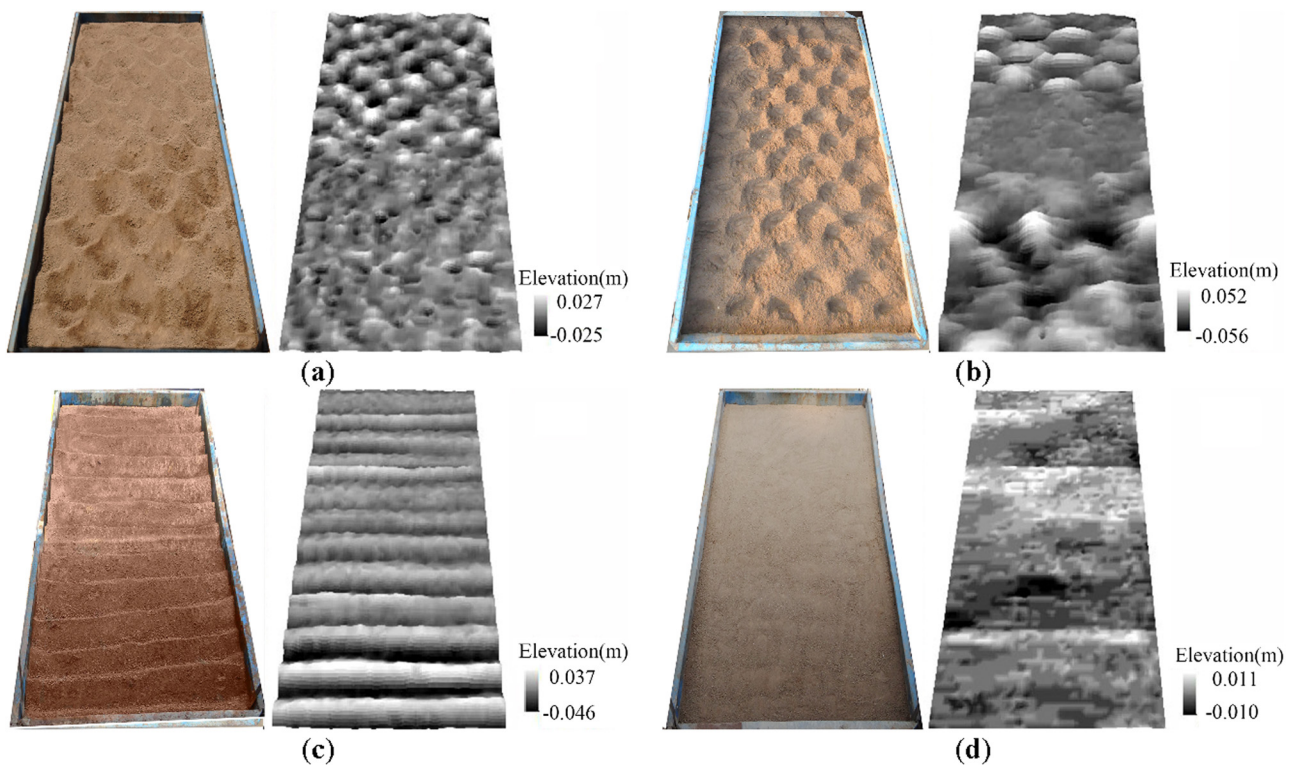 Elevation(m)
0.027
-0.025
(a)
Elevation(m)
0.052
-0.056
(b)
Elevation(m)
0.037
-0.046
(c)
Elevation(m)
0.011
-0.010
(d)